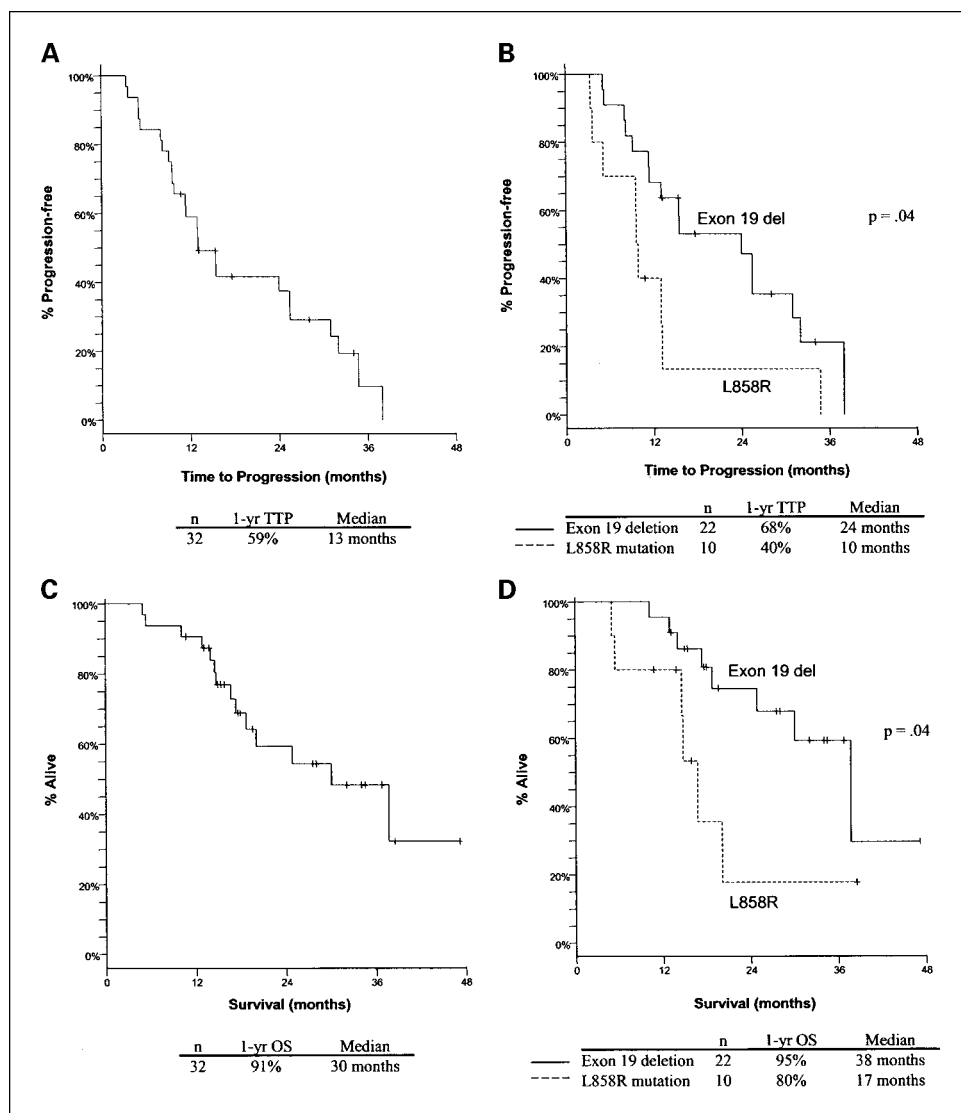 A
100%
80%
60%
40%
20%
0%
% Progression-free
0 12 24 36 48
Time to Progression (months)
n 1-yr TTP Median
32 59% 13 months
B
100%
80%
60%
40%
20%
0%
% Progression-free
Exon 19 del
p = .04
L858R
0 12 24 36 48
Time to Progression (months)
n 1-yr TTP Median
Exon 19 deletion 22 68% 24 months
L858R mutation 10 40% 10 months
C
100%
80%
60%
40%
20%
0%
% Alive
0 12 24 36 48
Survival (months)
n 1-yr OS Median
32 91% 30 months
D
100%
80%
60%
40%
20%
0%
% Alive
Exon 19 del
p = .04
L858R
0 12 24 36 48
Survival (months)
n 1-yr OS Median
Exon 19 deletion 22 95% 38 months
L858R mutation 10 80% 17 months